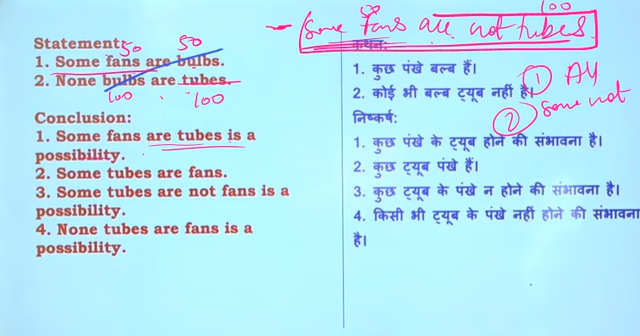 100
50
- Some fans are not tubes.
Statement:
50
50
1. Some fans are bulbs.
2. None bulbs are tubes.
100
100
Conclusion:
1. Some fans are tubes is a
possibility.
2. Some tubes are fans.
3. Some tubes are not fans is a
possibility.
4. None tubes are fans is a
possibility.
कथन:
1. कुछ पंखे बल्ब हैं।
2. कोई भी बल्ब ट्यूब नहीं है।
1 All
2 Some not
निष्कर्ष:
1. कुछ पंखे के ट्यूब होने की संभावना है।
2. कुछ ट्यूब पंखे हैं।
3. कुछ ट्यूब के पंखे न होने की संभावना है।
4. किसी भी ट्यूब के पंखे नहीं होने की संभावना
है।